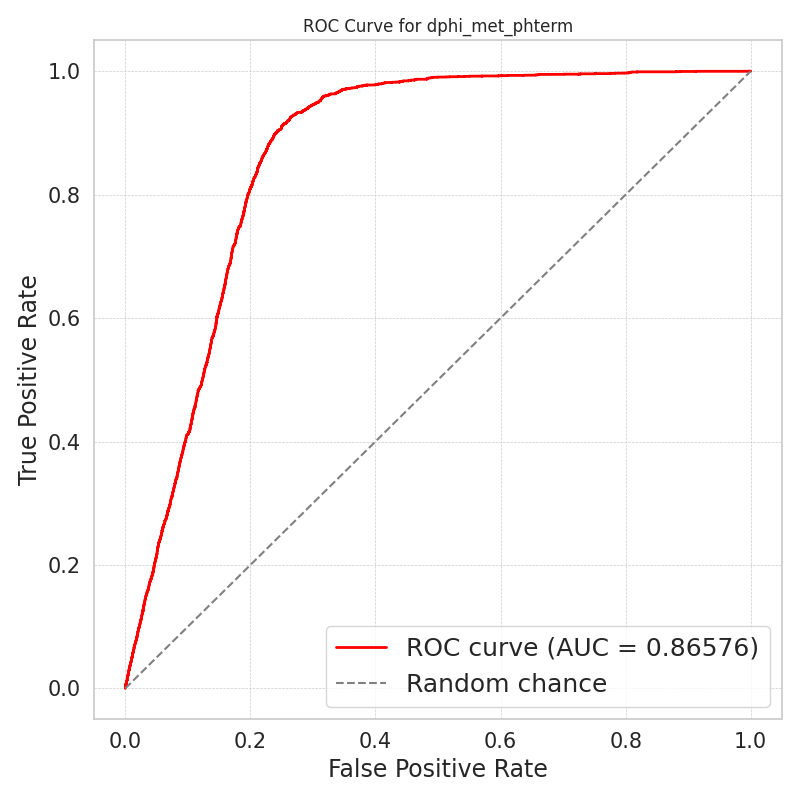 ROC Curve for dphi_met_phterm
1.0
0.8
0.6
0.4
0.2
0.0
True Positive Rate
ROC curve (AUC = 0.86576)
Random chance
0.0 0.2 0.4 0.6 0.8 1.0
False Positive Rate